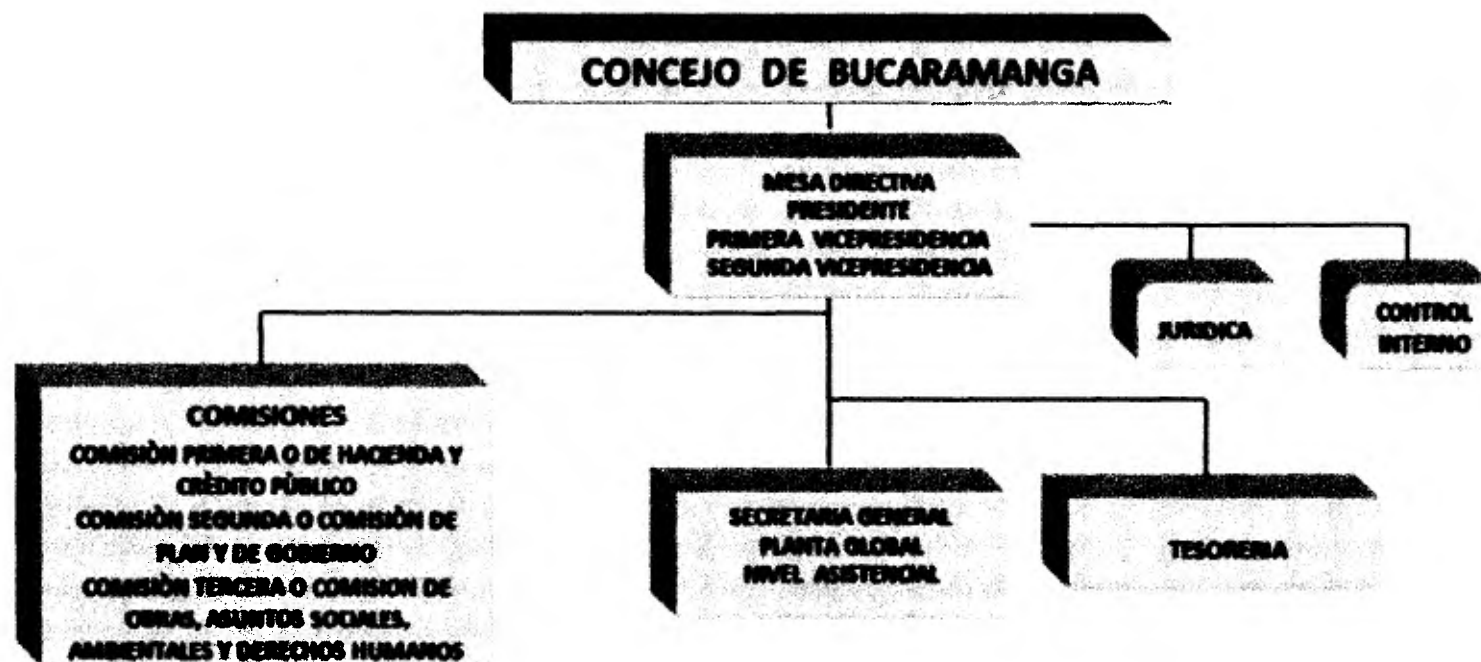 CONCEJO DE BUCARAMANGA
MESA DIRECTIVA
PRESIDENTE
PRIMERA VICEPRESIDENCIA
SEGUNDA VICEPRESIDENCIA
JURIDICA
CONTROL
INTERNO
COMISIONES
COMISIÒN PRIMERA O DE HACIENDA Y
CRÈDITO PÙBLICO
COMISIÒN SEGUNDA O COMISIÒN DE
PLAN Y DE GOBIERNO
COMISIÒN TERCERA O COMISION DE
OBRAS, ASUNTOS SOCIALES,
AMBIENTALES Y DERECHOS HUMANOS
SECRETARIA GENERAL
PLANTA GLOBAL
NIVEL ASISTENCIAL
TESORERIA